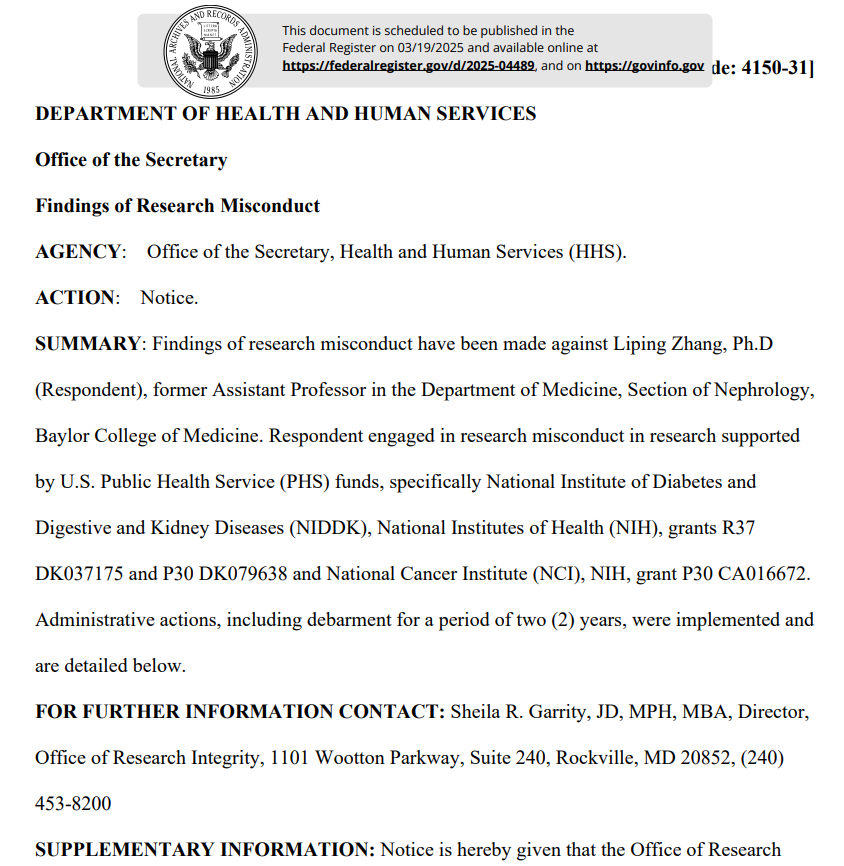 This document is scheduled to be published in the
Federal Register on 03/19/2025 and available online at
https://federalregister.gov/d/2025-04489, and on https://govinfo.gov
de: 4150-31]
NATIONAL ARCHIVES AND RECORDS ADMINISTRATION
LITTERA SCRIPTA MANET
1985
DEPARTMENT OF HEALTH AND HUMAN SERVICES
Office of the Secretary
Findings of Research Misconduct
AGENCY: Office of the Secretary, Health and Human Services (HHS).
ACTION: Notice.
SUMMARY: Findings of research misconduct have been made against Liping Zhang, Ph.D
(Respondent), former Assistant Professor in the Department of Medicine, Section of Nephrology,
Baylor College of Medicine. Respondent engaged in research misconduct in research supported
by U.S. Public Health Service (PHS) funds, specifically National Institute of Diabetes and
Digestive and Kidney Diseases (NIDDK), National Institutes of Health (NIH), grants R37
DK037175 and P30 DK079638 and National Cancer Institute (NCI), NIH, grant P30 CA016672.
Administrative actions, including debarment for a period of two (2) years, were implemented and
are detailed below.
FOR FURTHER INFORMATION CONTACT: Sheila R. Garrity, JD, MPH, MBA, Director,
Office of Research Integrity, 1101 Wootton Parkway, Suite 240, Rockville, MD 20852, (240)
453-8200
SUPPLEMENTARY INFORMATION: Notice is hereby given that the Office of Research